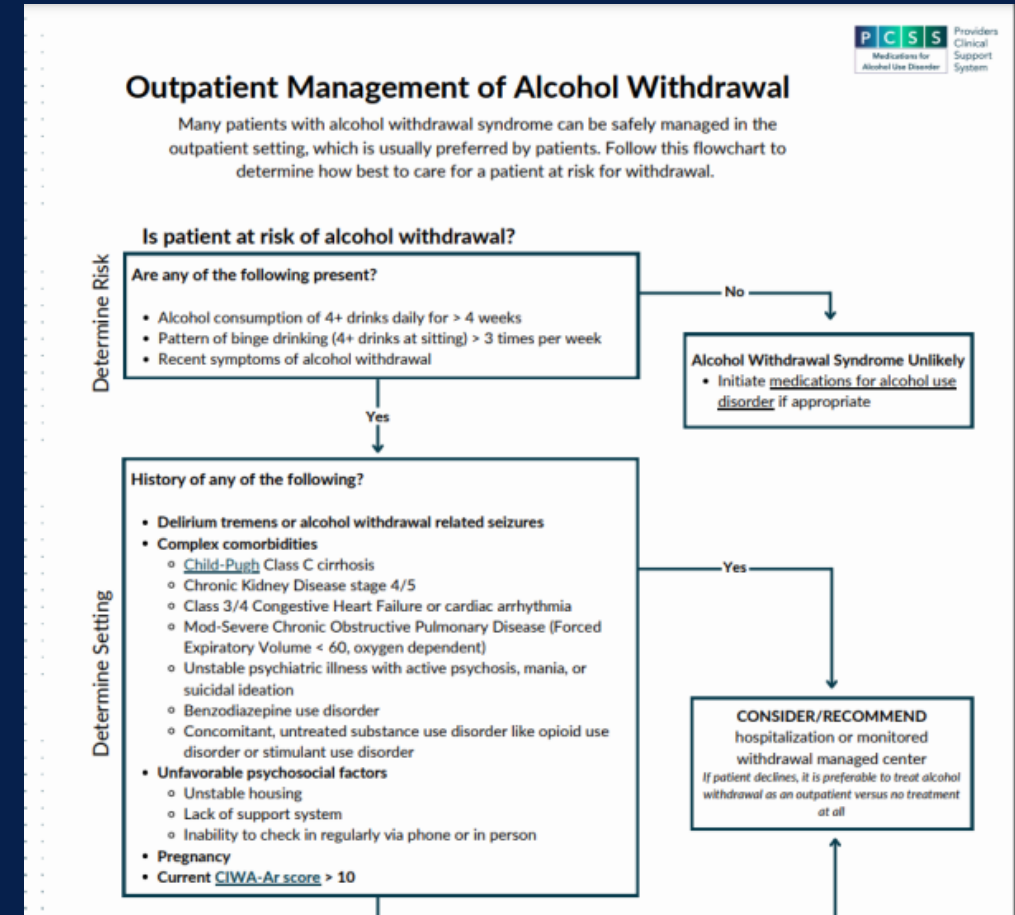 P C S S
Medications for
Alcohol Use Disorder
Providers
Clinical
Support
System
Outpatient Management of Alcohol Withdrawal
Many patients with alcohol withdrawal syndrome can be safely managed in the
outpatient setting, which is usually preferred by patients. Follow this flowchart to
determine how best to care for a patient at risk for withdrawal.
Is patient at risk of alcohol withdrawal?
Determine Risk
Are any of the following present?
• Alcohol consumption of 4+ drinks daily for > 4 weeks
• Pattern of binge drinking (4+ drinks at sitting) > 3 times per week
• Recent symptoms of alcohol withdrawal
No
Alcohol Withdrawal Syndrome Unlikely
• Initiate medications for alcohol use
disorder if appropriate
Yes
Determine Setting
History of any of the following?
• Delirium tremens or alcohol withdrawal related seizures
• Complex comorbidities
◦ Child-Pugh Class C cirrhosis
◦ Chronic Kidney Disease stage 4/5
◦ Class 3/4 Congestive Heart Failure or cardiac arrhythmia
◦ Mod-Severe Chronic Obstructive Pulmonary Disease (Forced
Expiratory Volume < 60, oxygen dependent)
◦ Unstable psychiatric illness with active psychosis, mania, or
suicidal ideation
◦ Benzodiazepine use disorder
◦ Concomitant, untreated substance use disorder like opioid use
disorder or stimulant use disorder
• Unfavorable psychosocial factors
◦ Unstable housing
◦ Lack of support system
◦ Inability to check in regularly via phone or in person
• Pregnancy
• Current CIWA-Ar score > 10
Yes
CONSIDER/RECOMMEND
hospitalization or monitored
withdrawal managed center
If patient declines, it is preferable to treat alcohol
withdrawal as an outpatient versus no treatment
at all